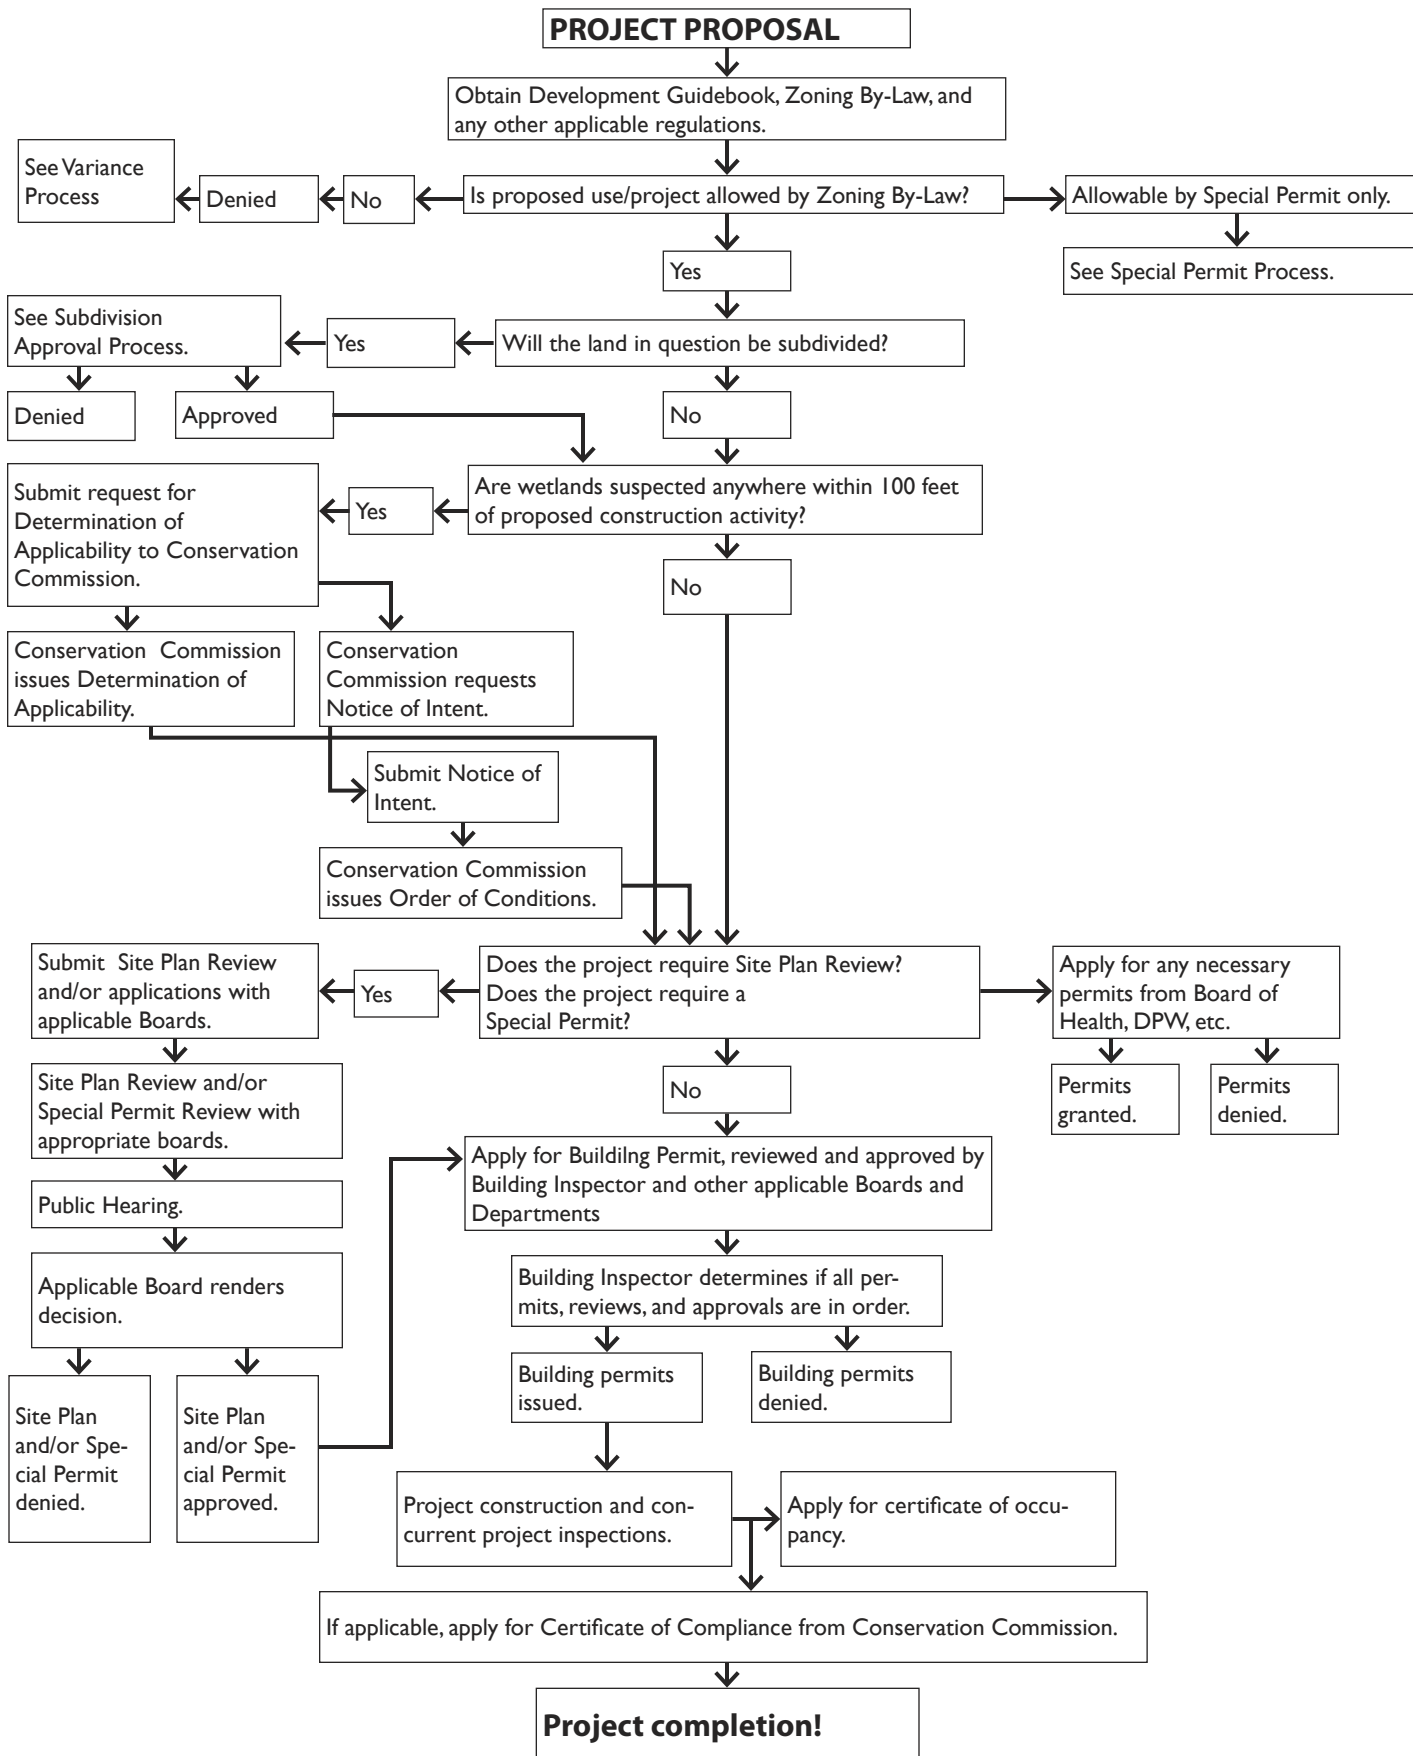 PROJECT PROPOSAL
Obtain Development Guidebook, Zoning By-Law, and
any other applicable regulations.
See Variance
Process
Denied
No
Is proposed use/project allowed by Zoning By-Law?
Allowable by Special Permit only.
Yes
See Special Permit Process.
See Subdivision
Approval Process.
Yes
Will the land in question be subdivided?
Denied
Approved
No
Submit request for
Determination of
Applicability to Conservation
Commission.
Yes
Are wetlands suspected anywhere within 100 feet
of proposed construction activity?
No
Conservation Commission
issues Determination of
Applicability.
Conservation
Commission requests
Notice of Intent.
Submit Notice of
Intent.
Conservation Commission
issues Order of Conditions.
Submit Site Plan Review
and/or applications with
applicable Boards.
Yes
Does the project require Site Plan Review?
Does the project require a
Special Permit?
Apply for any necessary
permits from Board of
Health, DPW, etc.
Site Plan Review and/or
Special Permit Review with
appropriate boards.
No
Permits
granted.
Permits
denied.
Apply for Buildilng Permit, reviewed and approved by
Building Inspector and other applicable Boards and
Departments
Public Hearing.
Applicable Board renders
decision.
Building Inspector determines if all per-
mits, reviews, and approvals are in order.
Building permits
issued.
Building permits
denied.
Site Plan
and/or Spe-
cial Permit
denied.
Site Plan
and/or Spe-
cial Permit
approved.
Project construction and con-
current project inspections.
Apply for certificate of occu-
pancy.
If applicable, apply for Certificate of Compliance from Conservation Commission.
Project completion!